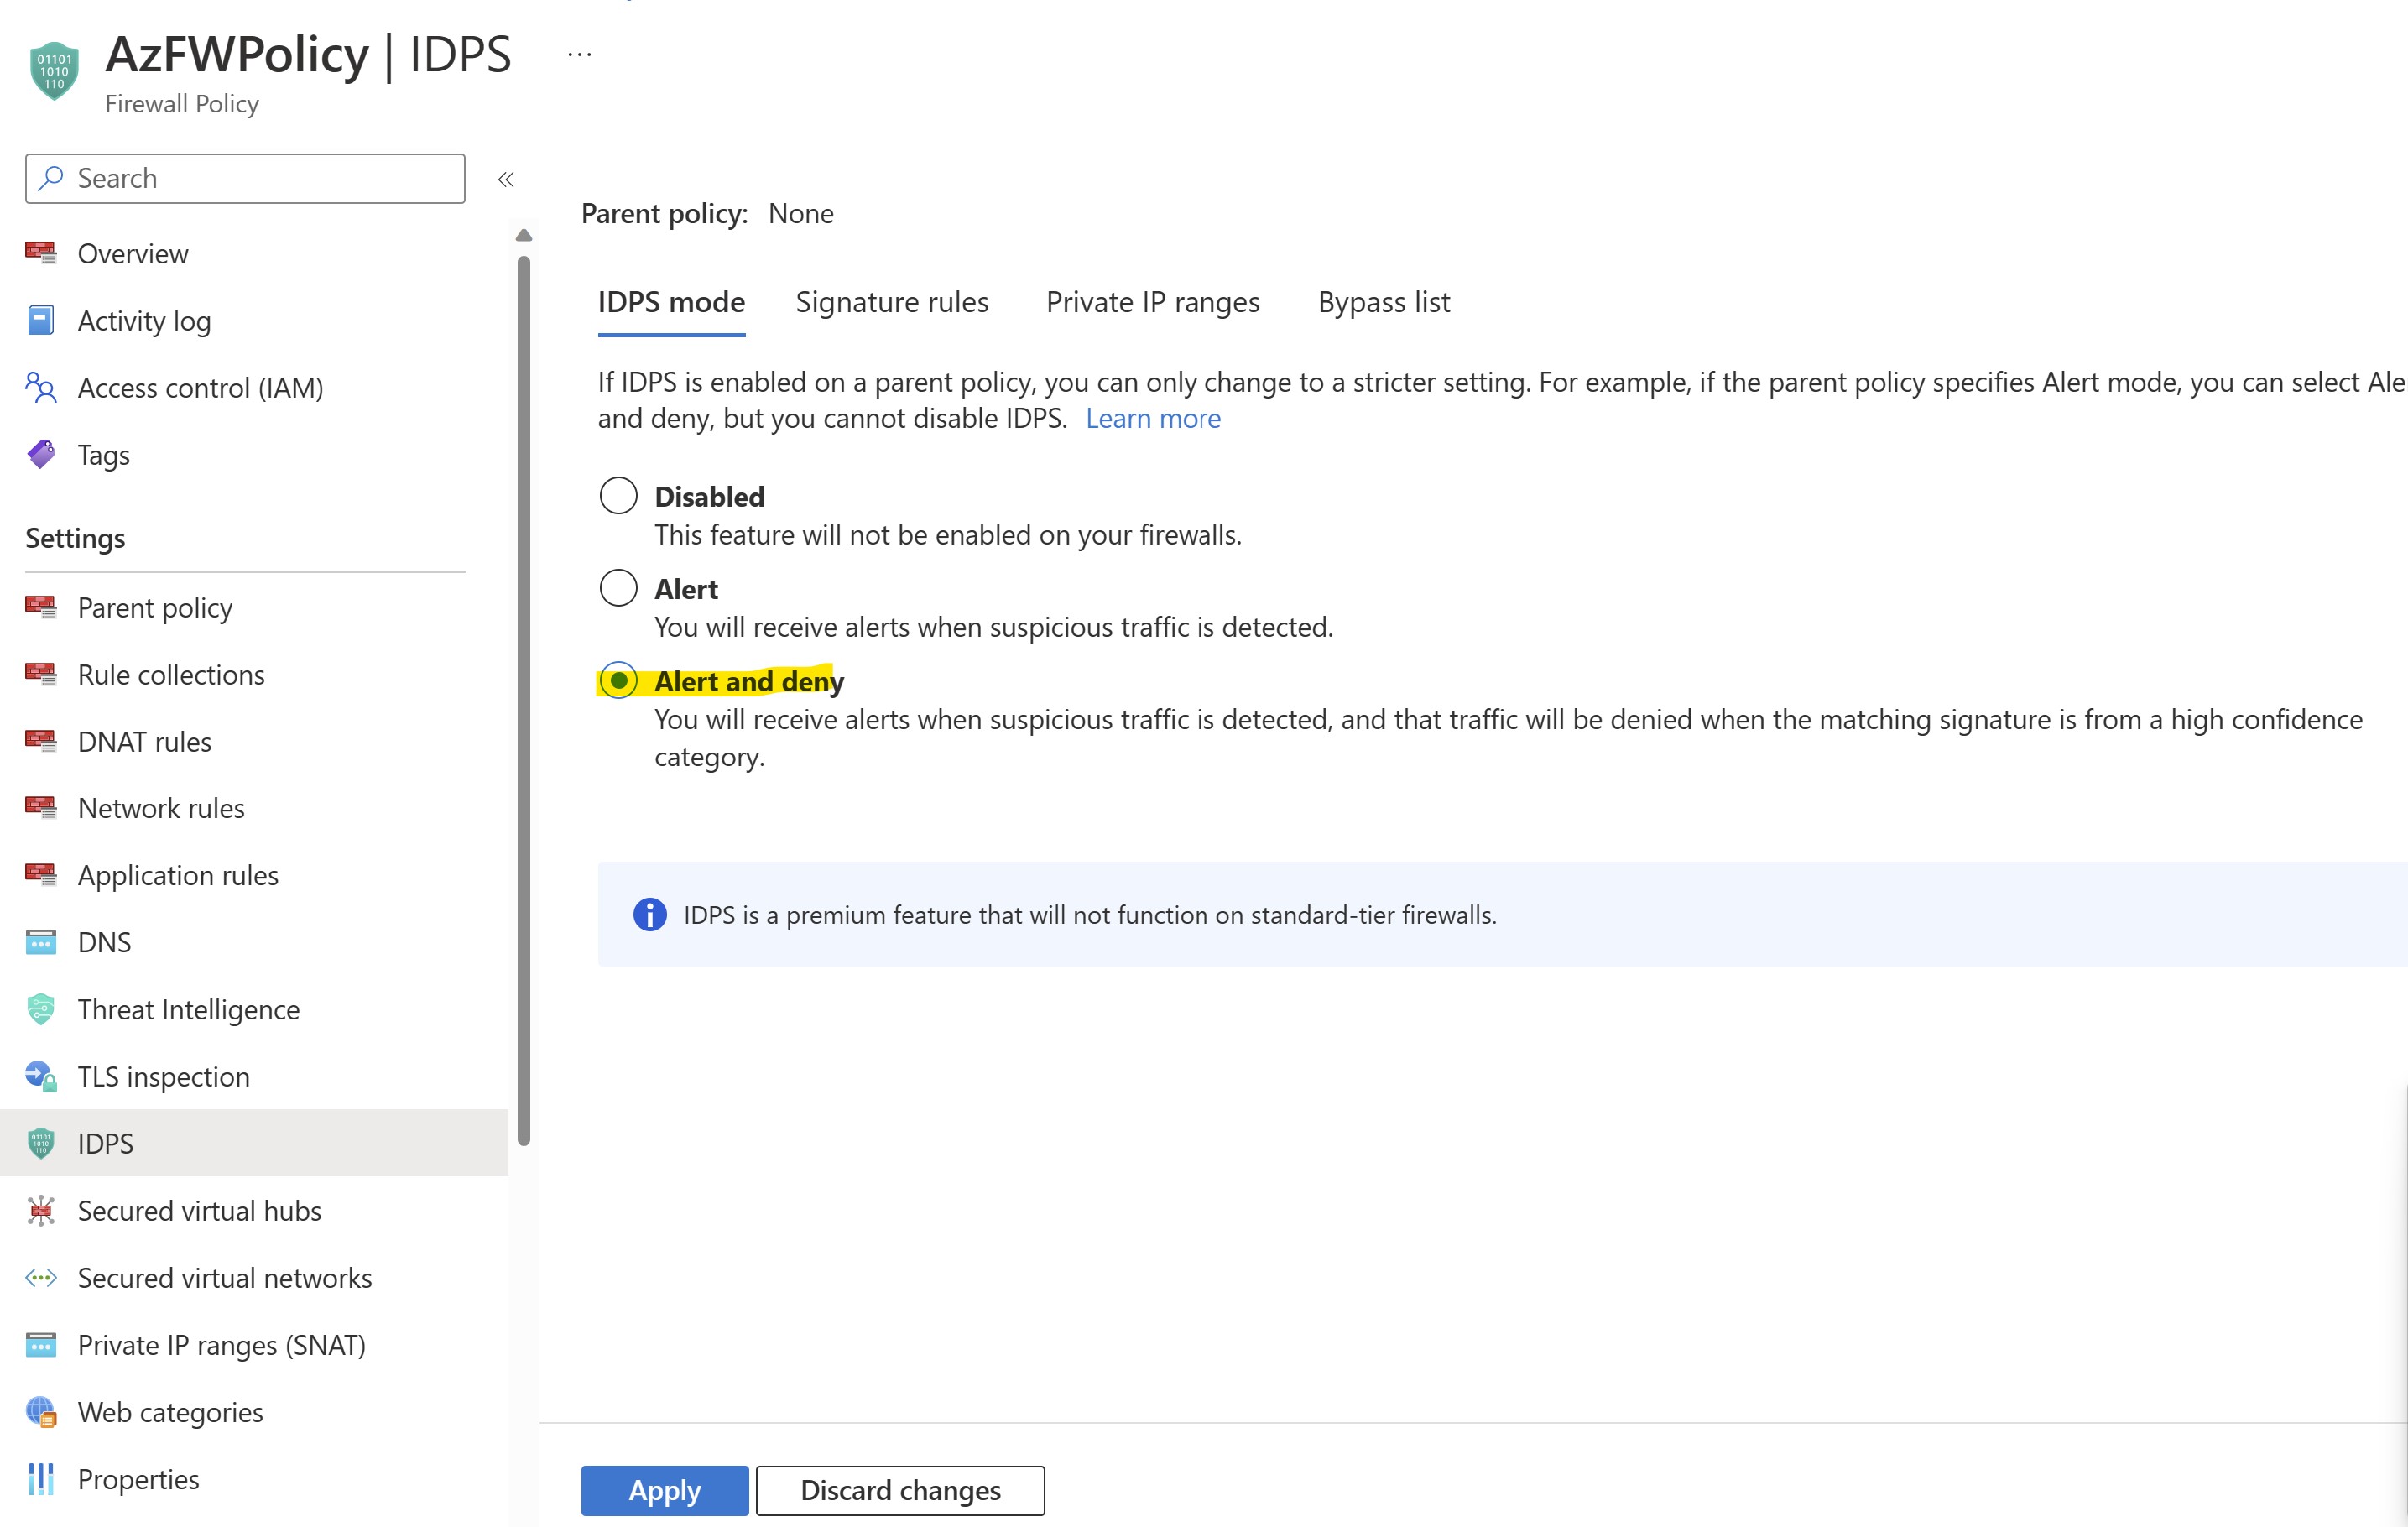 AzFWPolicy | IDPS ...
Firewall Policy
Search
Overview
Activity log
Access control (IAM)
Tags
Settings
Parent policy
Rule collections
DNAT rules
Network rules
Application rules
DNS
Threat Intelligence
TLS inspection
IDPS
Secured virtual hubs
Secured virtual networks
Private IP ranges (SNAT)
Web categories
Properties
Parent policy: None
IDPS mode Signature rules Private IP ranges Bypass list
If IDPS is enabled on a parent policy, you can only change to a stricter setting. For example, if the parent policy specifies Alert mode, you can select Ale
and deny, but you cannot disable IDPS. Learn more
Disabled
This feature will not be enabled on your firewalls.
Alert
You will receive alerts when suspicious traffic is detected.
Alert and deny
You will receive alerts when suspicious traffic is detected, and that traffic will be denied when the matching signature is from a high confidence
category.
IDPS is a premium feature that will not function on standard-tier firewalls.
Apply Discard changes